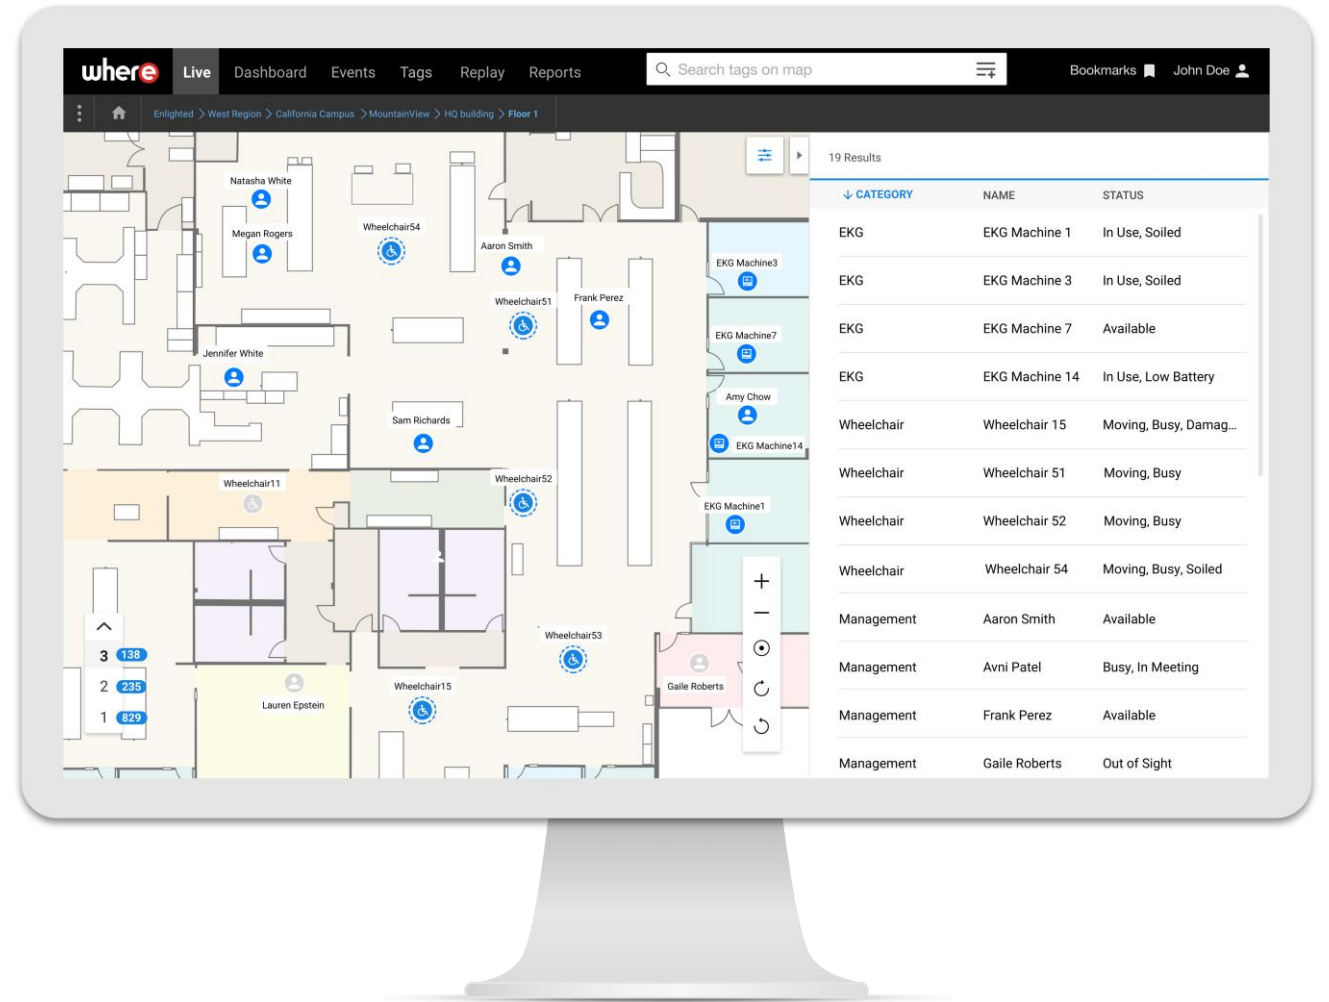 where Live Dashboard Events Tags Replay Reports Search tags on map Bookmarks John Doe
Enlighted > West Region > California Campus > MountainView > HQ building > Floor 1
Natasha White
Megan Rogers
Wheelchair54
Aaron Smith
EKG Machine3
Wheelchair51
Frank Perez
EKG Machine7
Jennifer White
Amy Chow
Sam Richards
EKG Machine14
Wheelchair11
Wheelchair52
EKG Machine1
Wheelchair53
Gaile Roberts
Wheelchair15
Lauren Epstein
3 138
2 235
1 829
19 Results
CATEGORY NAME STATUS
EKG EKG Machine 1 In Use, Soiled
EKG EKG Machine 3 In Use, Soiled
EKG EKG Machine 7 Available
EKG EKG Machine 14 In Use, Low Battery
Wheelchair Wheelchair 15 Moving, Busy, Damag...
Wheelchair Wheelchair 51 Moving, Busy
Wheelchair Wheelchair 52 Moving, Busy
Wheelchair Wheelchair 54 Moving, Busy, Soiled
Management Aaron Smith Available
Management Avni Patel Busy, In Meeting
Management Frank Perez Available
Management Gaile Roberts Out of Sight